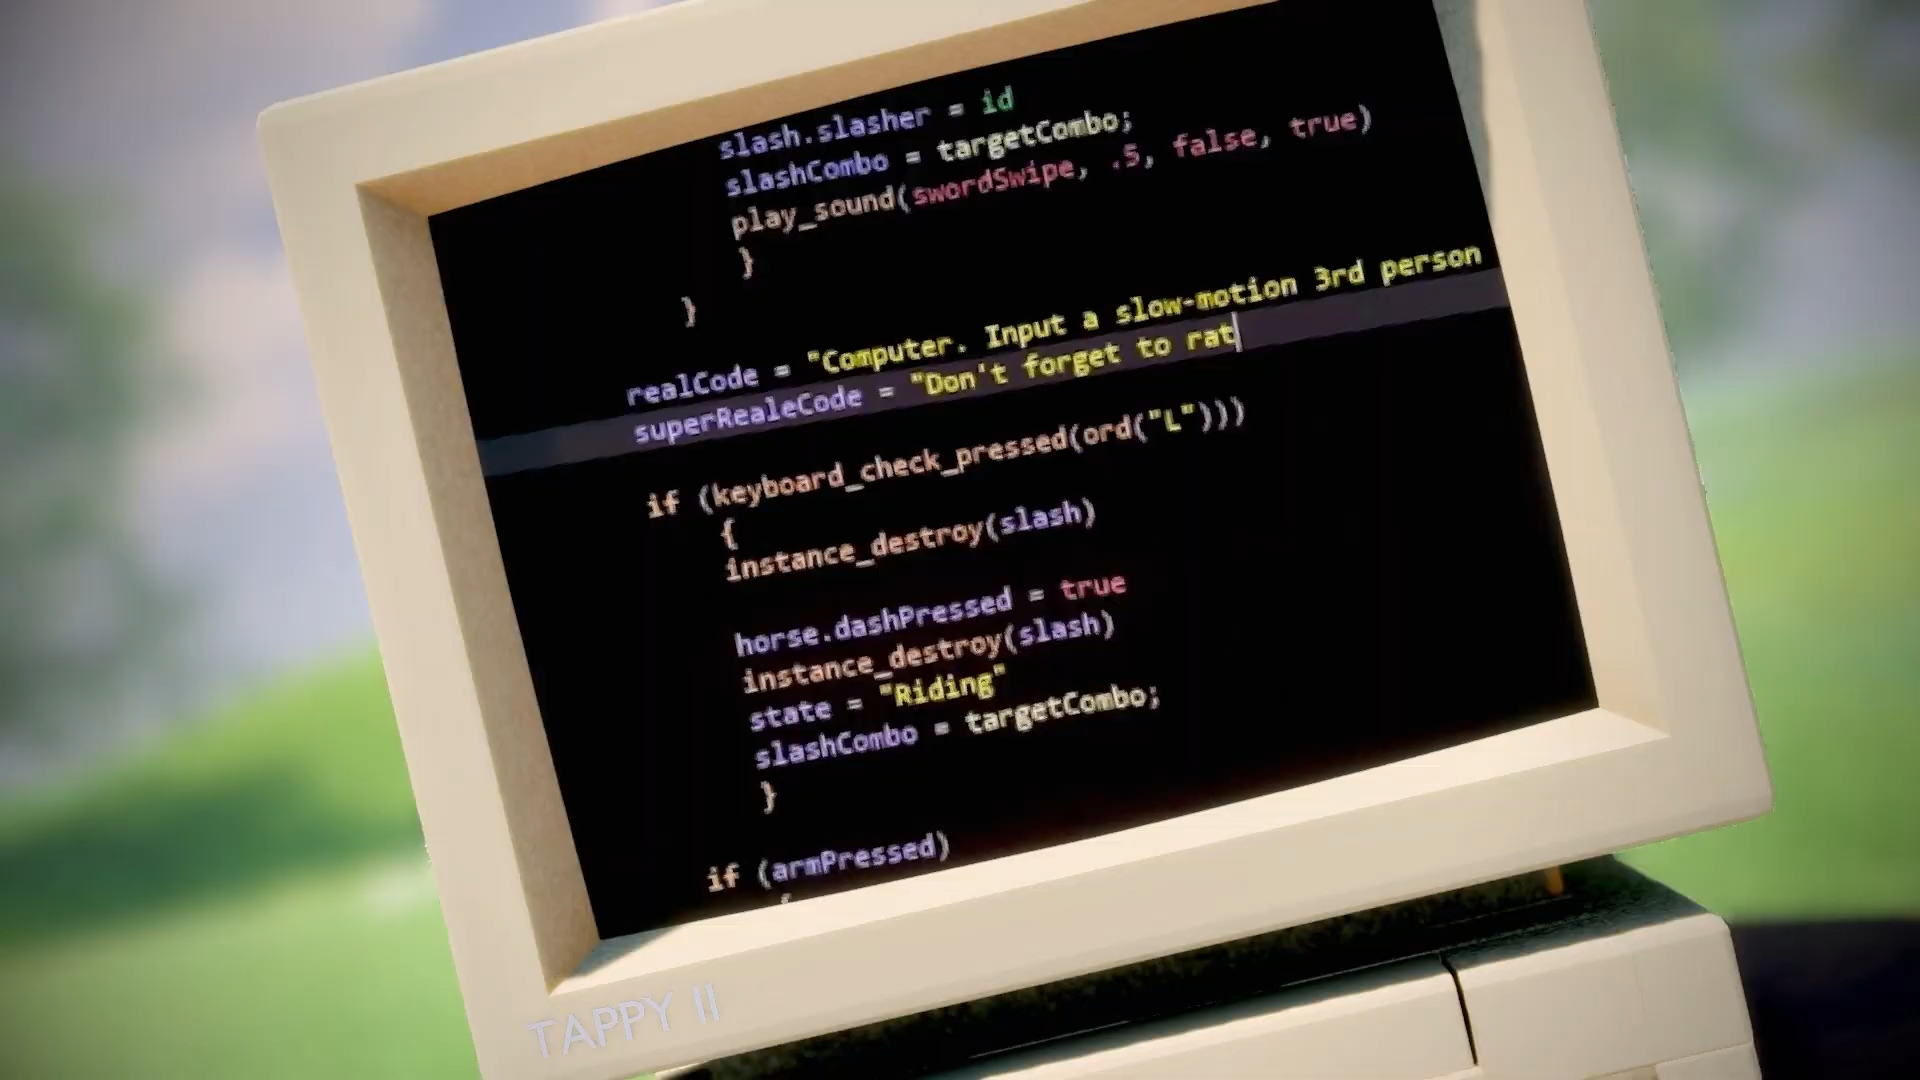 slash.slasher = id
slashCombo = targetCombo;
play_sound(swordSwipe, .5, false, true)
}
}
realCode = "Computer. Input a slow-motion 3rd person
superRealeCode = "Don't forget to rat
if (keyboard_check_pressed(ord("L")))
{
instance_destroy(slash)
horse.dashPressed = true
instance_destroy(slash)
state = "Riding"
slashCombo = targetCombo;
}
if (armPressed)
{
TAPPY II